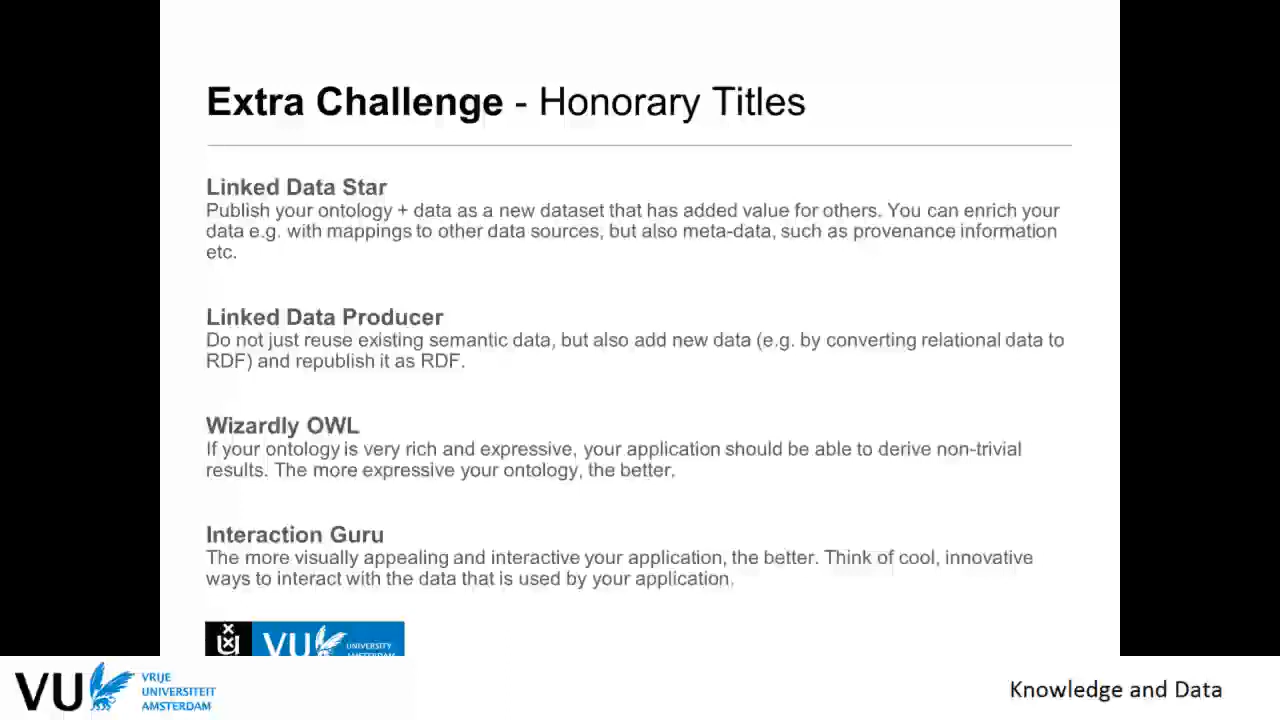 Extra Challenge - Honorary Titles
Linked Data Star
Publish your ontology + data as a new dataset that has added value for others. You can enrich your
data e.g. with mappings to other data sources, but also meta-data, such as provenance information
etc.
Linked Data Producer
Do not just reuse existing semantic data, but also add new data (e.g. by converting relational data to
RDF) and republish it as RDF.
Wizardly OWL
If your ontology is very rich and expressive, your application should be able to derive non-trivial
results. The more expressive your ontology, the better.
Interaction Guru
The more visually appealing and interactive your application, the better. Think of cool, innovative
ways to interact with the data that is used by your application.
VU
UNIVERSITY
AMSTERDAM
VU
VRIJE
UNIVERSITEIT
AMSTERDAM
Knowledge and Data